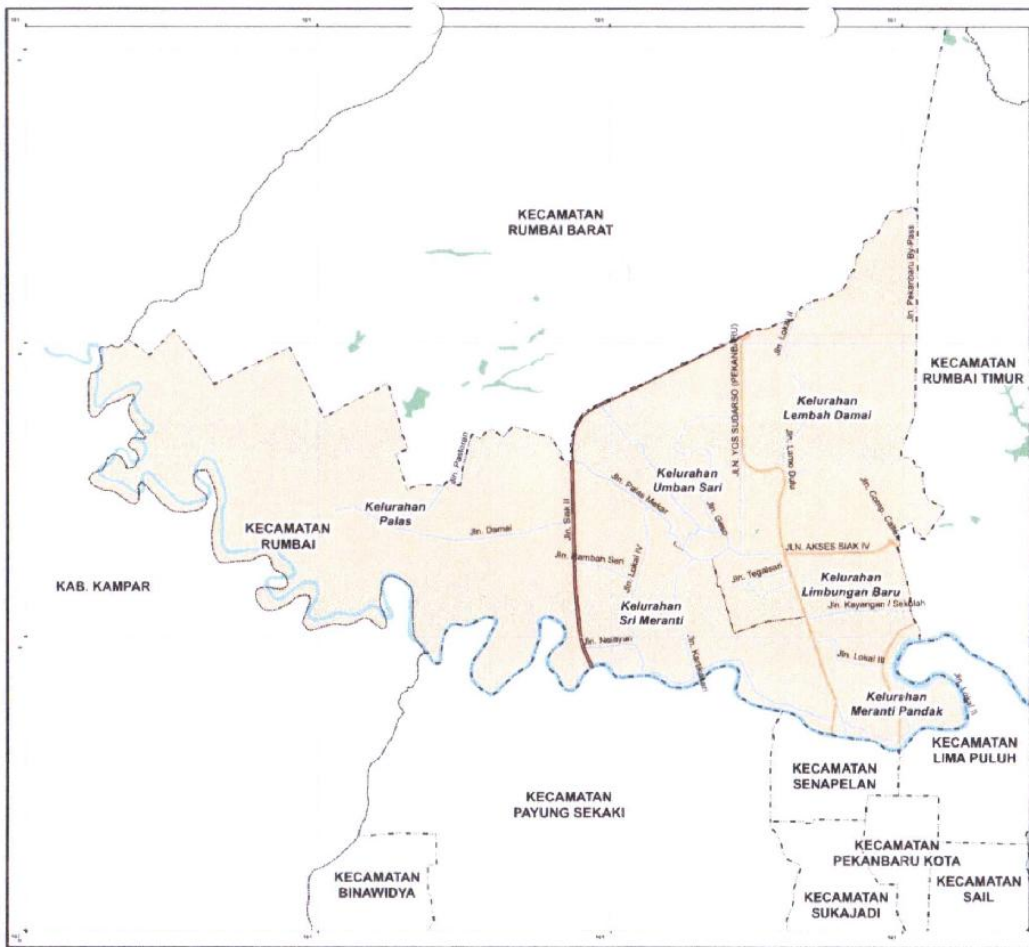 KECAMATAN
RUMBAI BARAT
Jln. Pekanbaru By-Pass
JLN. YOS SUDARSO (PEKANBARU)
KECAMATAN
RUMBAI TIMUR
Kelurahan
Lembah Damai
Jln. Pastoran
Kelurahan
Umban Sari
Kelurahan
Palas
KECAMATAN
RUMBAI
Jln. Damai
Jln. Siak II
JLN. AKSES SIAK IV
Jln. Lokal IV
Jln. Tegalsari
KAB. KAMPAR
Kelurahan
Limbungan Baru
Kelurahan
Sri Meranti
Jln. Kayangan / Sekolah
Jln. Lokal III
Jln. Lokal II
Kelurahan
Meranti Pandak
KECAMATAN
LIMA PULUH
KECAMATAN
SENAPELAN
KECAMATAN
PAYUNG SEKAKI
KECAMATAN
PEKANBARU KOTA
KECAMATAN
BINAWIDYA
KECAMATAN
SUKAJADI
KECAMATAN
SAIL